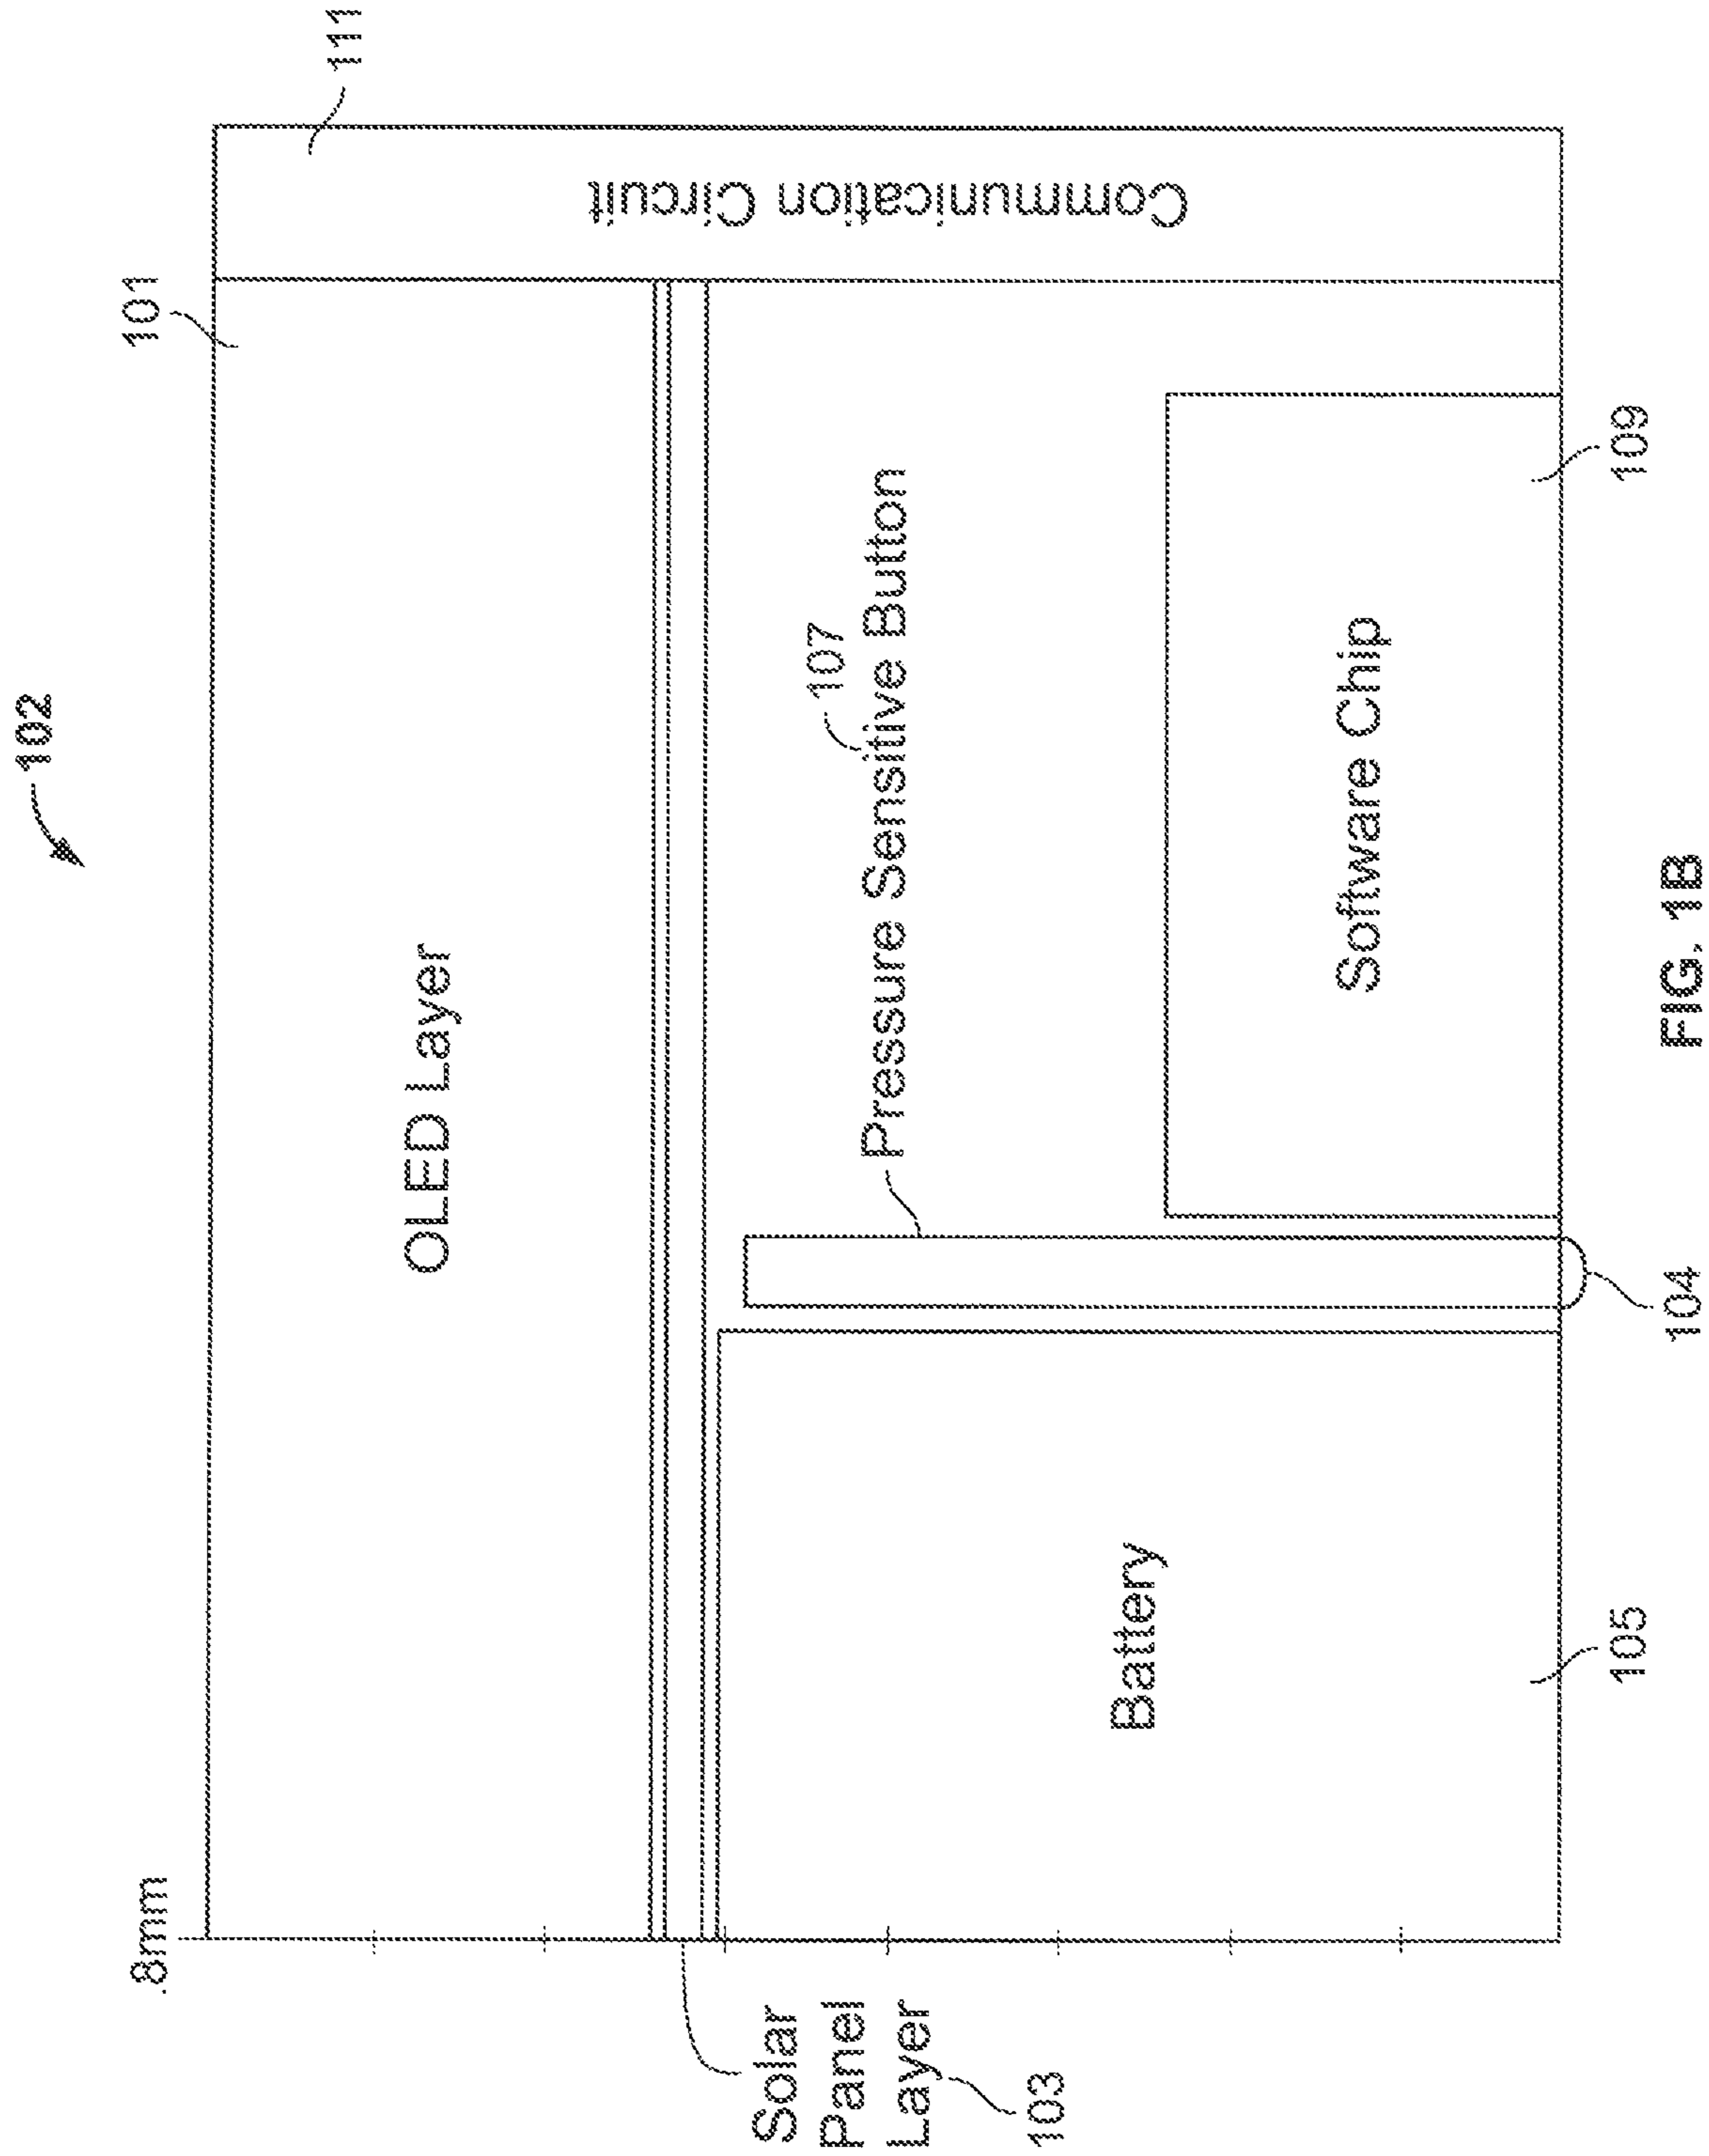 102
.8mm
101
111
OLED Layer
Communication Circuit
Solar
Panel
Layer
103
107
Pressure Sensitive Button
Battery
Software Chip
105
104
109
FIG. 1B